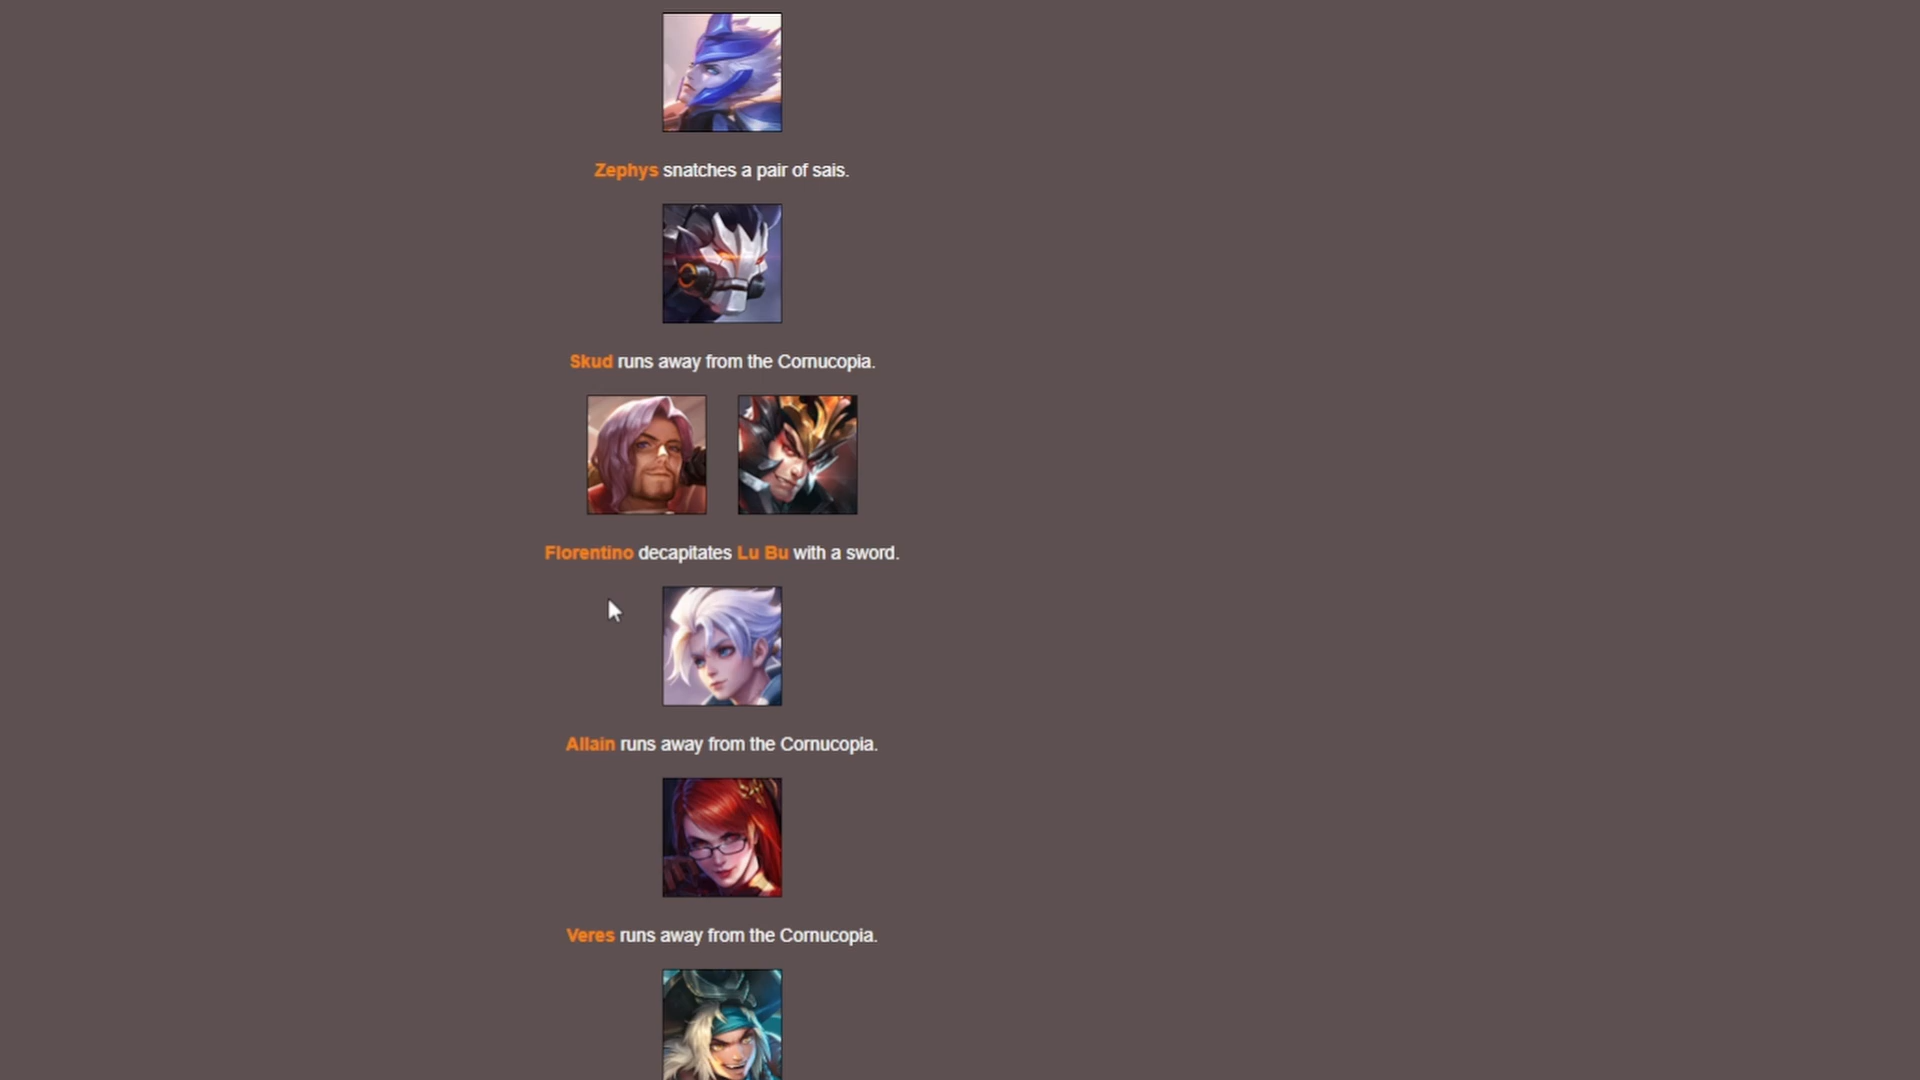 Zephys snatches a pair of sais.
Skud runs away from the Cornucopia.
Florentino decapitates Lu Bu with a sword.
Allain runs away from the Cornucopia.
Veres runs away from the Cornucopia.